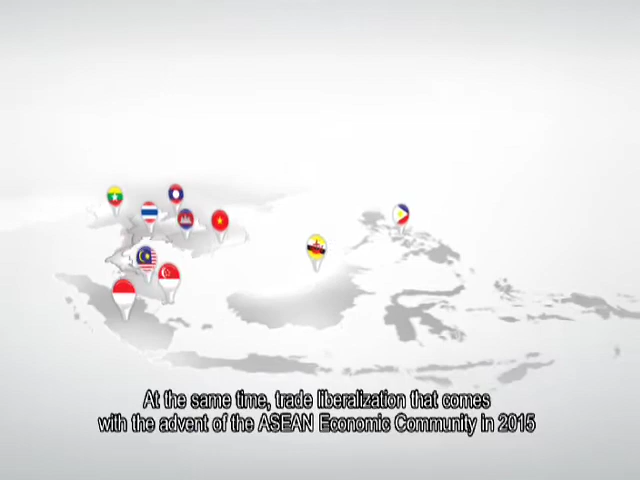 At the same time, trade liberalization that comes
with the advent of the ASEAN Economic Community in 2015